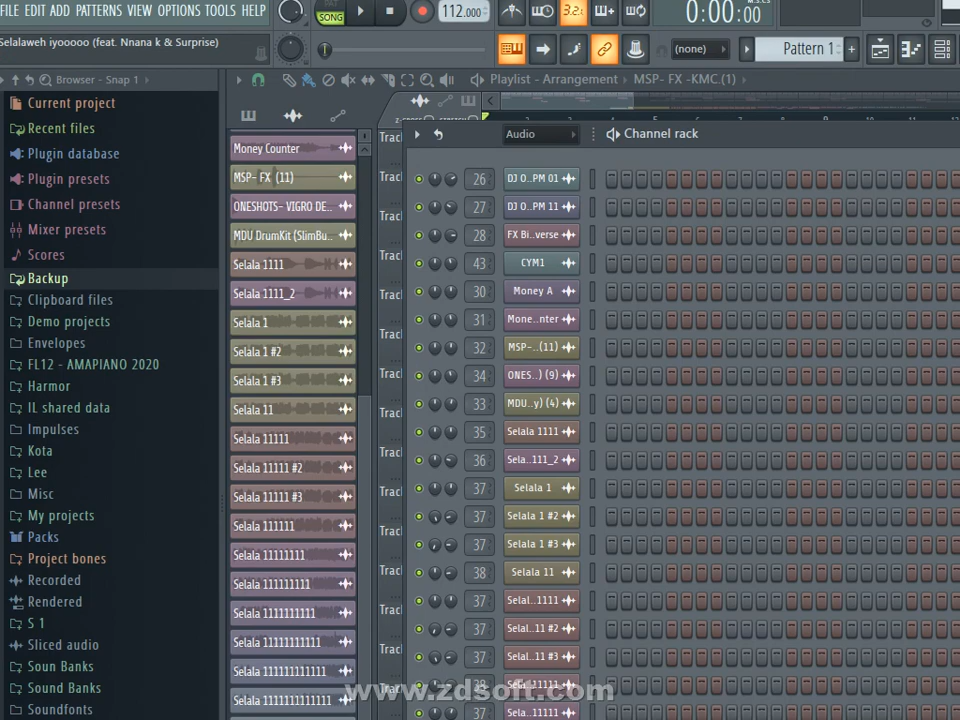 FILE EDIT ADD PATTERNS VIEW OPTIONS TOOLS HELP
SONG
112.000
3.2.
0:00:00
M:S:CS
Selalaweh iyooooo (feat. Nnana k & Surprise)
(none)
Pattern 1
Browser - Snap 1
Playlist - Arrangement
MSP- FX -KMC.(1)
Current project
Recent files
Plugin database
Plugin presets
Channel presets
Mixer presets
Scores
Backup
Clipboard files
Demo projects
Envelopes
FL12 - AMAPIANO 2020
Harmor
IL shared data
Impulses
Kota
Lee
Misc
My projects
Packs
Project bones
Recorded
Rendered
S 1
Sliced audio
Soun Banks
Sound Banks
Soundfonts
Money Counter
MSP- FX (11)
ONESHOTS- VIGRO DE..
MDU DrumKit (SlimBu..
Selala 1111
Selala 1111_2
Selala 1
Selala 1 #2
Selala 1 #3
Selala 11
Selala 11111
Selala 11111 #2
Selala 11111 #3
Selala 111111
Selala 11111111
Selala 111111111
Selala 1111111111
Selala 11111111111
Selala 111111111111
Selala 1111111111111
Audio
Channel rack
26 DJ O..PM 01
27 DJ O..PM 11
28 FX Bi..verse
43 CYM1
30 Money A
31 Mone..nter
32 MSP-..(11)
34 ONES..) (9)
33 MDU..y) (4)
35 Selala 1111
36 Sela..111_2
37 Selala 1
37 Selala 1 #2
37 Selala 1 #3
38 Selala 11
37 Selal..1111
37 Selal..11 #2
37 Selal..11 #3
38 Sela..11111
37 Sela..11111
www.zdsoft.com